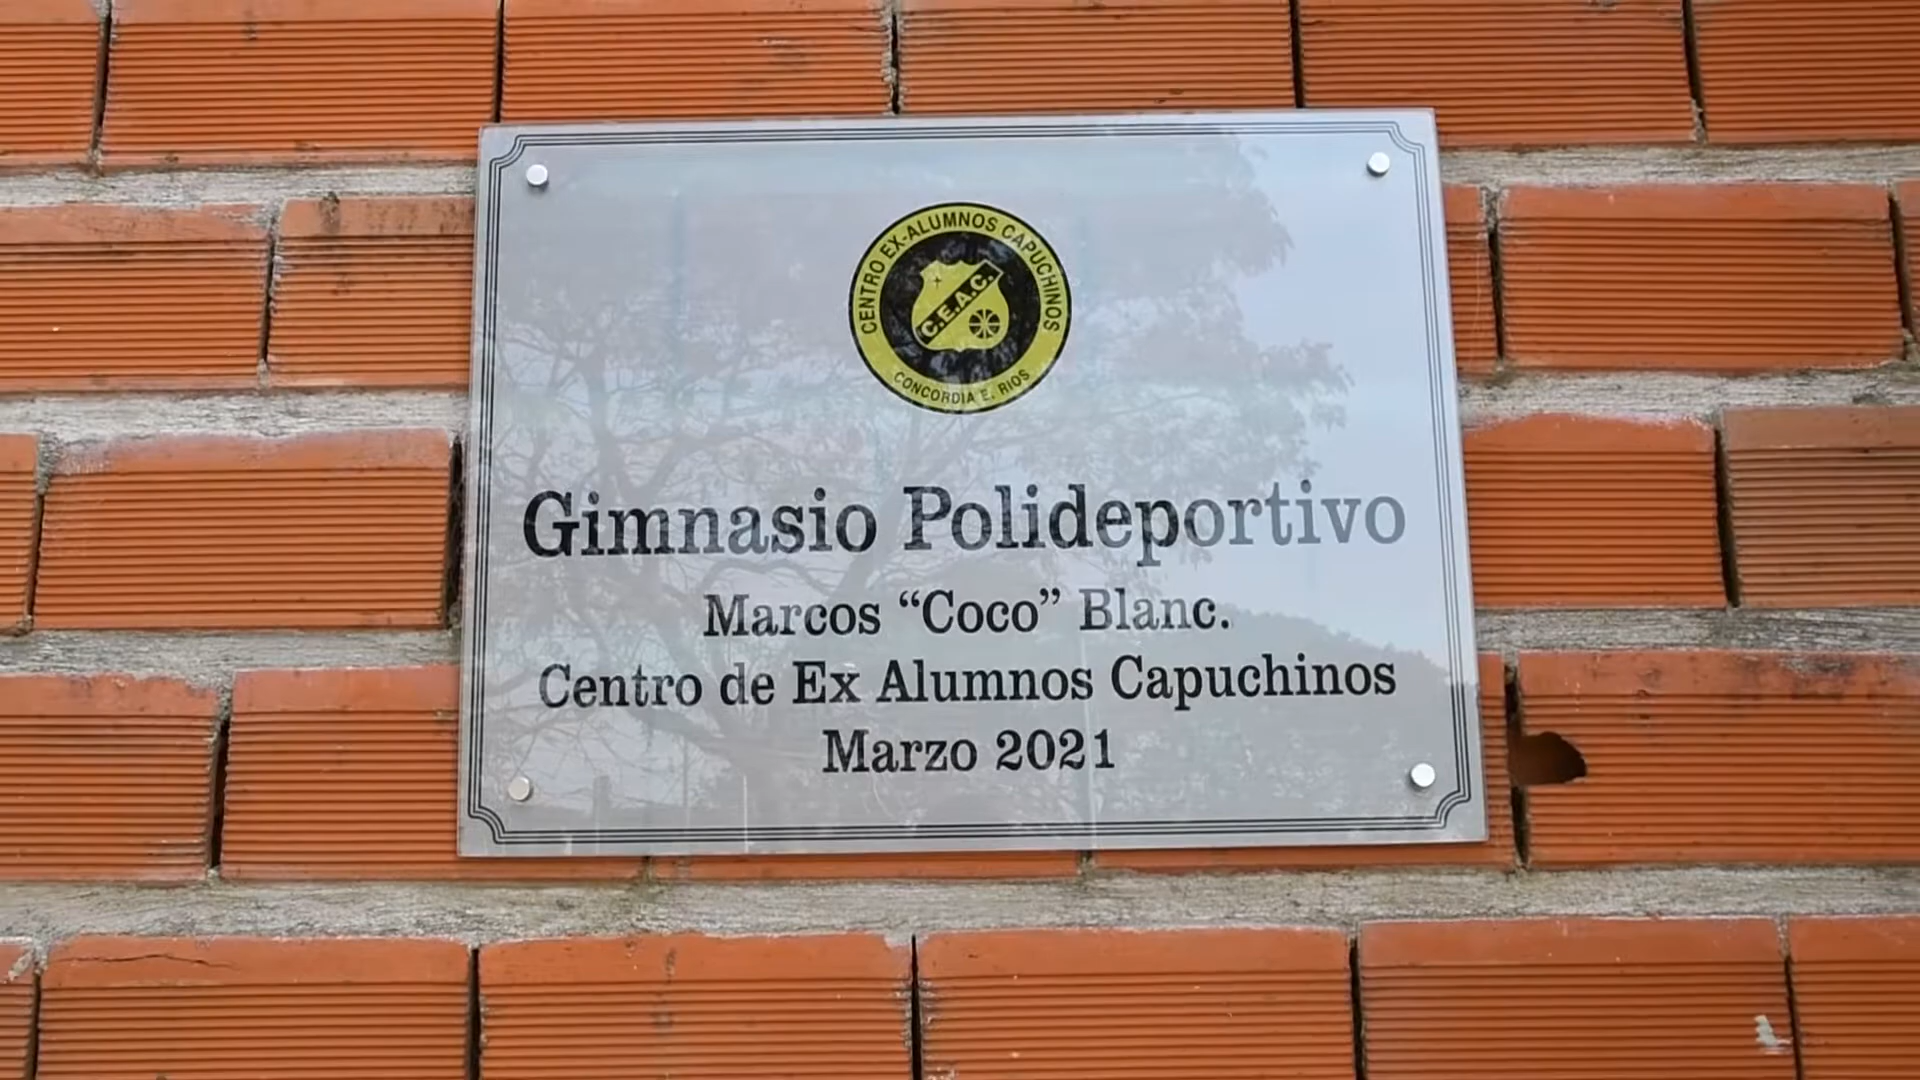 CENTRO EX-ALUMNOS CAPUCHINOS
C.E.A.C.
CONCORDIA E. RIOS
Gimnasio Polideportivo
Marcos “Coco” Blanc.
Centro de Ex Alumnos Capuchinos
Marzo 2021